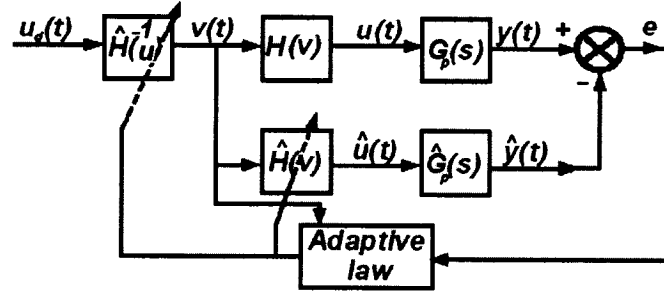 u_d(t) Ĥ⁻¹(u) v(t) H(v) u(t) G_p(s) y(t) + e
−
Ĥ(v) û(t) Ĝ_p(s) ŷ(t)
Adaptive
law